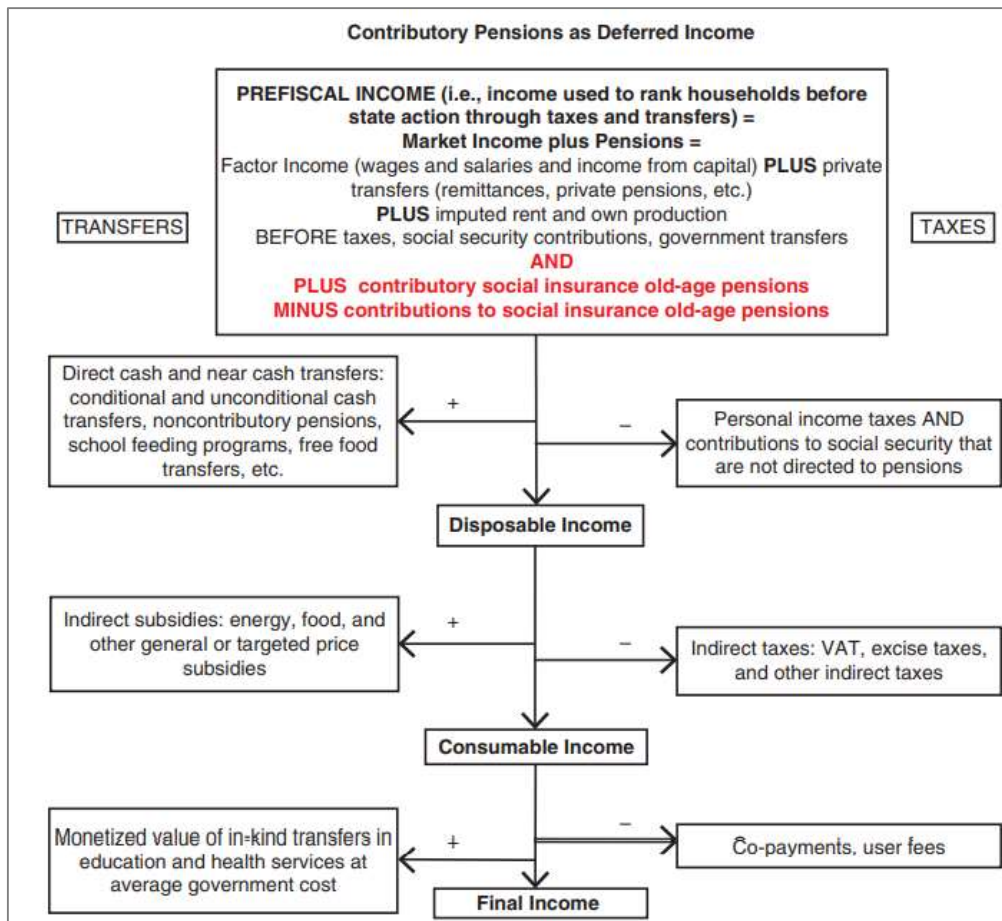 Contributory Pensions as Deferred Income
PREFISCAL INCOME (i.e., income used to rank households before
state action through taxes and transfers) =
Market Income plus Pensions =
Factor Income (wages and salaries and income from capital) PLUS private
transfers (remittances, private pensions, etc.)
PLUS imputed rent and own production
BEFORE taxes, social security contributions, government transfers
AND
PLUS contributory social insurance old-age pensions
MINUS contributions to social insurance old-age pensions
TRANSFERS
TAXES
Direct cash and near cash transfers:
conditional and unconditional cash
transfers, noncontributory pensions,
school feeding programs, free food
transfers, etc.
+
–
Personal income taxes AND
contributions to social security that
are not directed to pensions
Disposable Income
Indirect subsidies: energy, food, and
other general or targeted price
subsidies
+
–
Indirect taxes: VAT, excise taxes,
and other indirect taxes
Consumable Income
Monetized value of in-kind transfers in
education and health services at
average government cost
+
–
Co-payments, user fees
Final Income